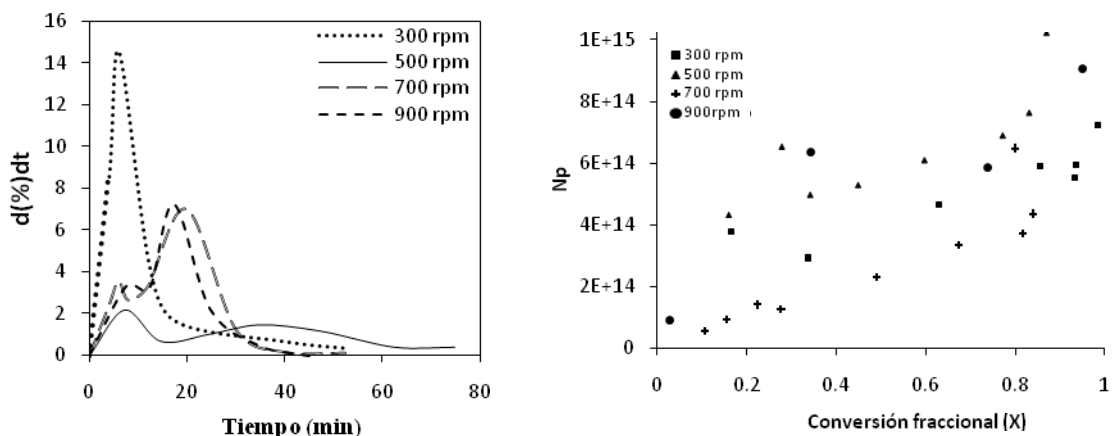 16
14
12
10
8
6
4
2
0
d(%)dt
300 rpm
500 rpm
700 rpm
900 rpm
0
20
40
60
80
Tiempo (min)
1E+15
8E+14
6E+14
4E+14
2E+14
0
Np
300 rpm
500 rpm
700 rpm
900rpm
0
0.2
0.4
0.6
0.8
1
Conversión fraccional (X)